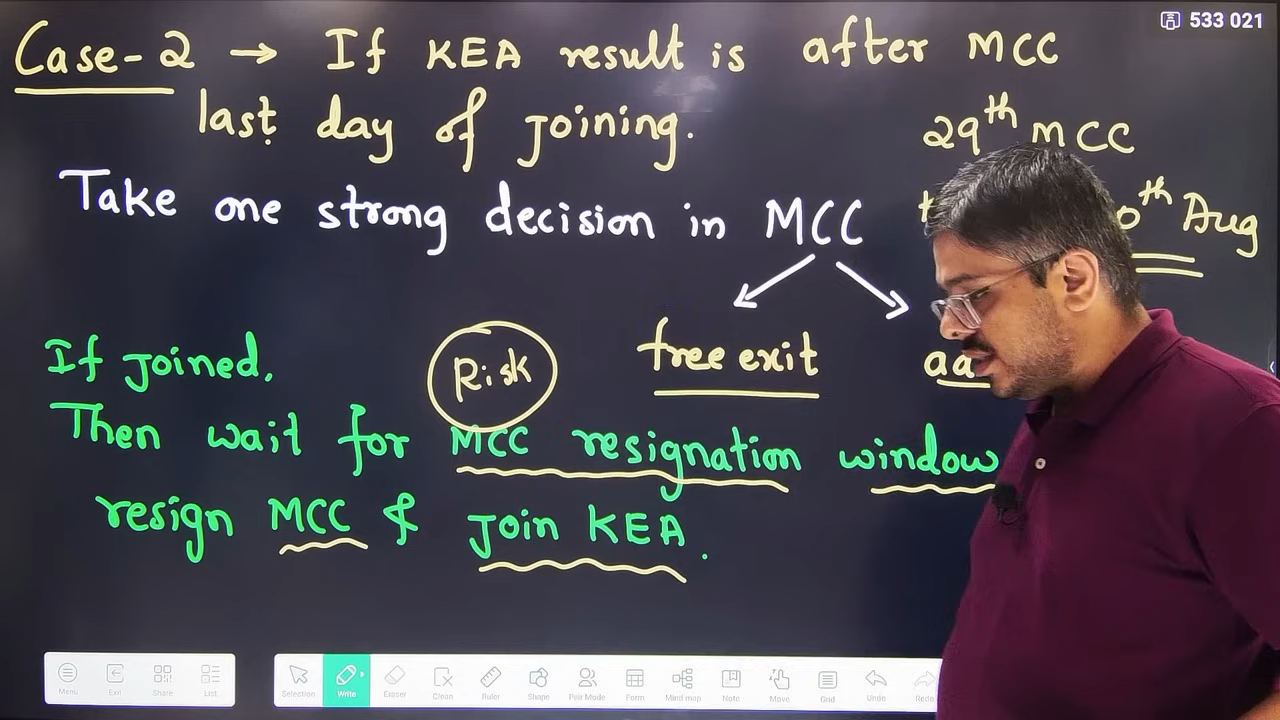 533 021
Case-2 → If KEA result is after MCC
last day of joining.
29th MCC
Take one strong decision in MCC
Aug
free exit
If joined,
Risk
Then wait for MCC resignation window
resign MCC & join KEA.
Menu Exit Share List Selection Write Eraser Clean Ruler Shape Pair Mode Form Mind map Note Move Grid Undo Redo